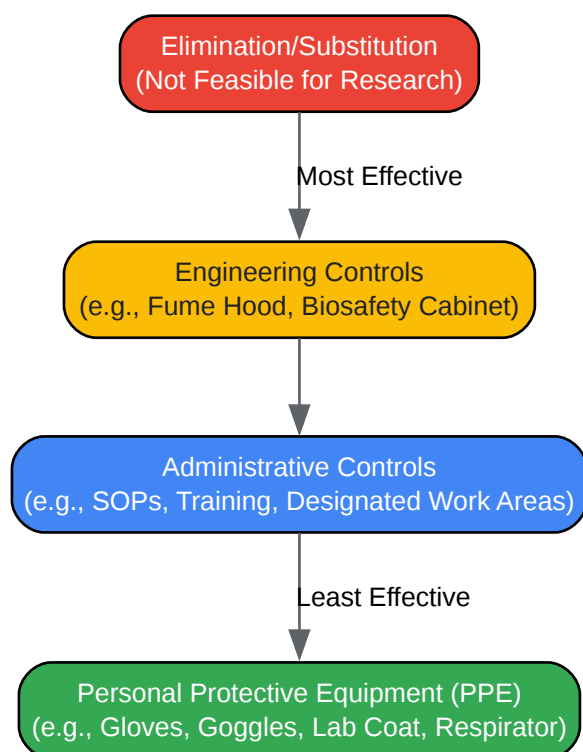 Elimination/Substitution
(Not Feasible for Research)
Most Effective
Engineering Controls
(e.g., Fume Hood, Biosafety Cabinet)
Administrative Controls
(e.g., SOPs, Training, Designated Work Areas)
Least Effective
Personal Protective Equipment (PPE)
(e.g., Gloves, Goggles, Lab Coat, Respirator)